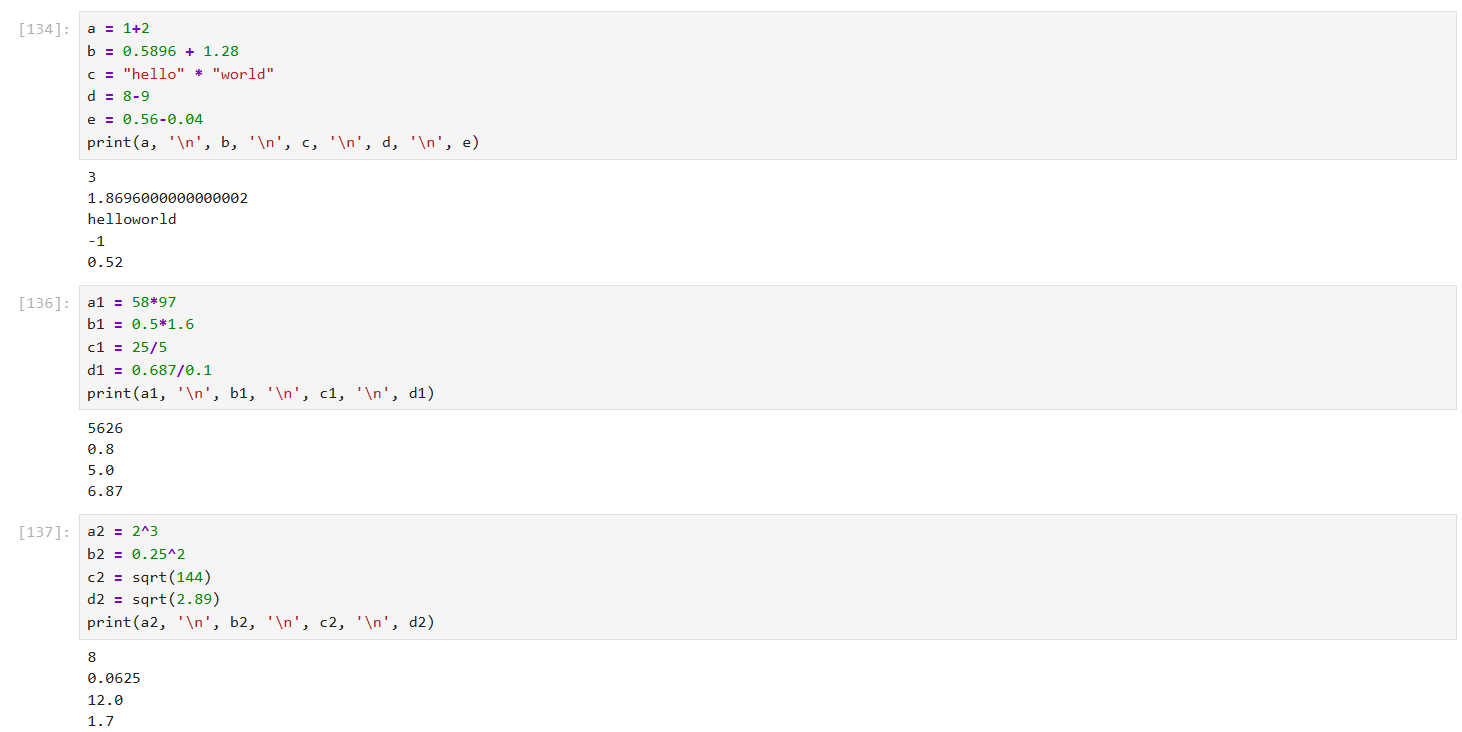 [134]: a = 1+2
b = 0.5896 + 1.28
c = "hello" * "world"
d = 8-9
e = 0.56-0.04
print(a, '\n', b, '\n', c, '\n', d, '\n', e)
3
1.8696000000000002
helloworld
-1
0.52
[136]: a1 = 58*97
b1 = 0.5*1.6
c1 = 25/5
d1 = 0.687/0.1
print(a1, '\n', b1, '\n', c1, '\n', d1)
5626
0.8
5.0
6.87
[137]: a2 = 2^3
b2 = 0.25^2
c2 = sqrt(144)
d2 = sqrt(2.89)
print(a2, '\n', b2, '\n', c2, '\n', d2)
8
0.0625
12.0
1.7